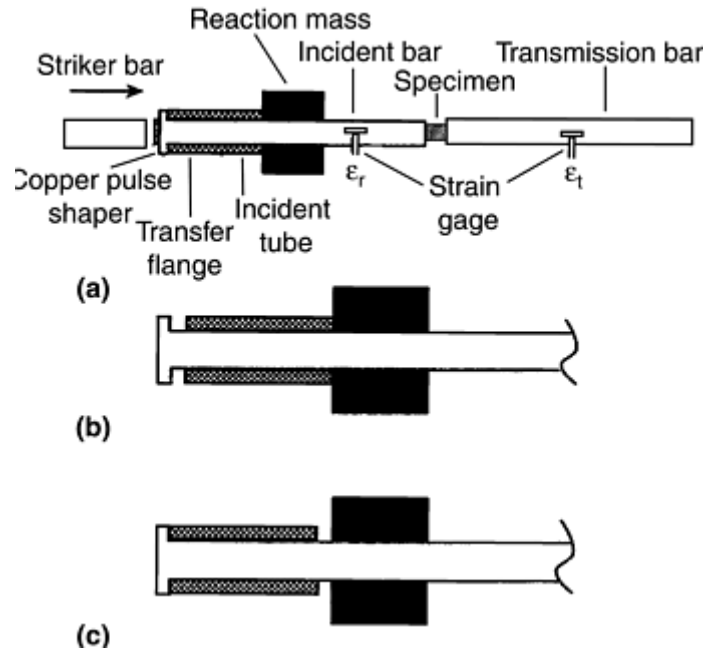 Reaction mass
Striker bar
Incident bar
Specimen
Transmission bar
Copper pulse
shaper
Transfer
flange
Incident
tube
εr
Strain
gage
εt
(a)
(b)
(c)